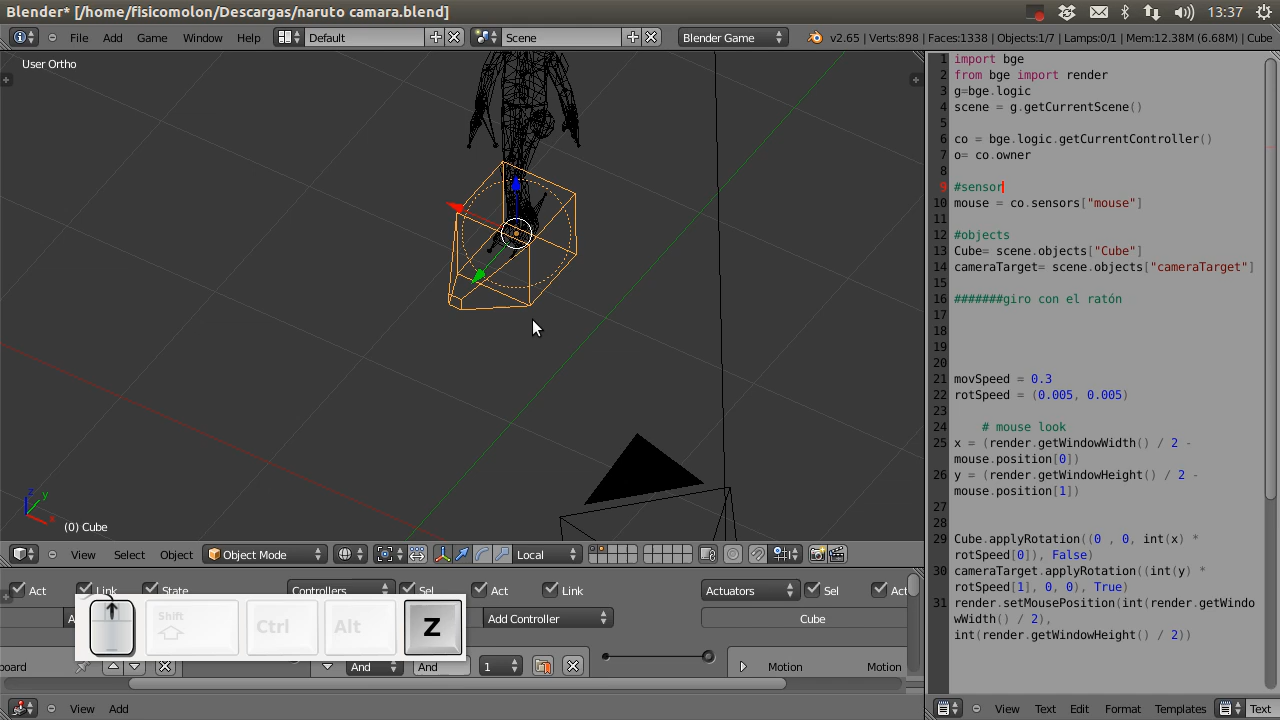 Blender* [/home/fisicomolon/Descargas/naruto camara.blend]
13:37
File Add Game Window Help Default Scene Blender Game v2.65 | Verts:898 | Faces:1338 | Objects:1/7 | Lamps:0/1 | Mem:12.38M (6.68M) | Cube
User Ortho
(0) Cube
z
y
x
View Select Object Object Mode Local
Act Link State Controllers Sel Act Link Actuators Sel Act
Add Controller Cube
Shift Ctrl Alt Z
board And And 1 Motion Motion
View Add
1 import bge
2 from bge import render
3 g=bge.logic
4 scene = g.getCurrentScene()
5
6 co = bge.logic.getCurrentController()
7 o= co.owner
8
9 #sensor
10 mouse = co.sensors["mouse"]
11
12 #objects
13 Cube= scene.objects["Cube"]
14 cameraTarget= scene.objects["cameraTarget"]
15
16 #######giro con el ratón
17
18
19
20
21 movSpeed = 0.3
22 rotSpeed = (0.005, 0.005)
23
24 # mouse look
25 x = (render.getWindowWidth() / 2 -
mouse.position[0])
26 y = (render.getWindowHeight() / 2 -
mouse.position[1])
27
28
29 Cube.applyRotation((0 , 0, int(x) *
rotSpeed[0]), False)
30 cameraTarget.applyRotation((int(y) *
rotSpeed[1], 0, 0), True)
31 render.setMousePosition(int(render.getWindo
wWidth() / 2),
int(render.getWindowHeight() / 2))
View Text Edit Format Templates Text